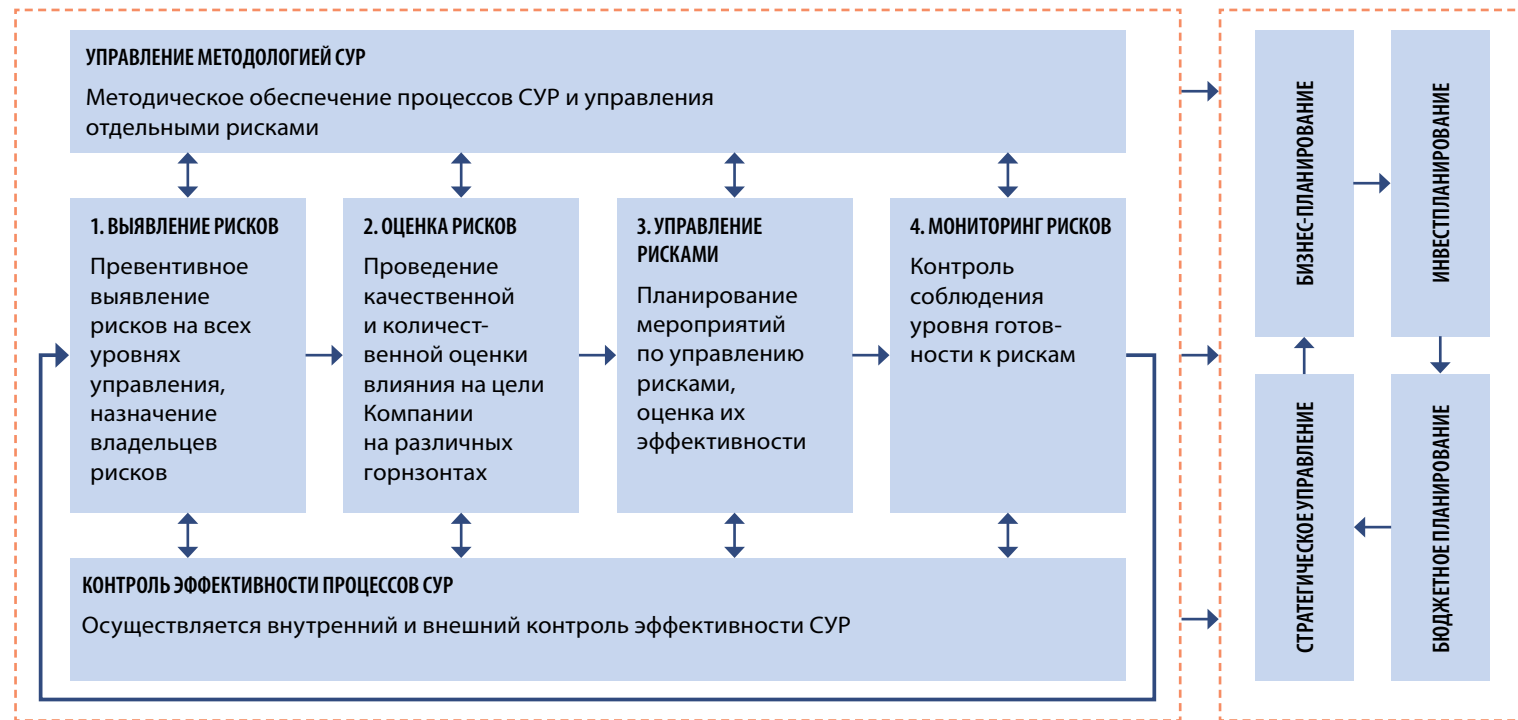 УПРАВЛЕНИЕ МЕТОДОЛОГИЕЙ СУР
Методическое обеспечение процессов СУР и управления
отдельными рисками
1. ВЫЯВЛЕНИЕ РИСКОВ
Превентивное
выявление
рисков на всех
уровнях
управления,
назначение
владельцев
рисков
2. ОЦЕНКА РИСКОВ
Проведение
качественной
и количест-
венной оценки
влияния на цели
Компании
на различных
горнзонтах
3. УПРАВЛЕНИЕ
РИСКАМИ
Планирование
мероприятий
по управлению
рисками,
оценка их
эффективности
4. МОНИТОРИНГ РИСКОВ
Контроль
соблюдения
уровня готов-
ности к рискам
КОНТРОЛЬ ЭФФЕКТИВНОСТИ ПРОЦЕССОВ СУР
Осуществляется внутренний и внешний контроль эффективности СУР
БИЗНЕС-ПЛАНИРОВАНИЕ
ИНВЕСТПЛАНИРОВАНИЕ
СТРАТЕГИЧЕСКОЕ УПРАВЛЕНИЕ
БЮДЖЕТНОЕ ПЛАНИРОВАНИЕ